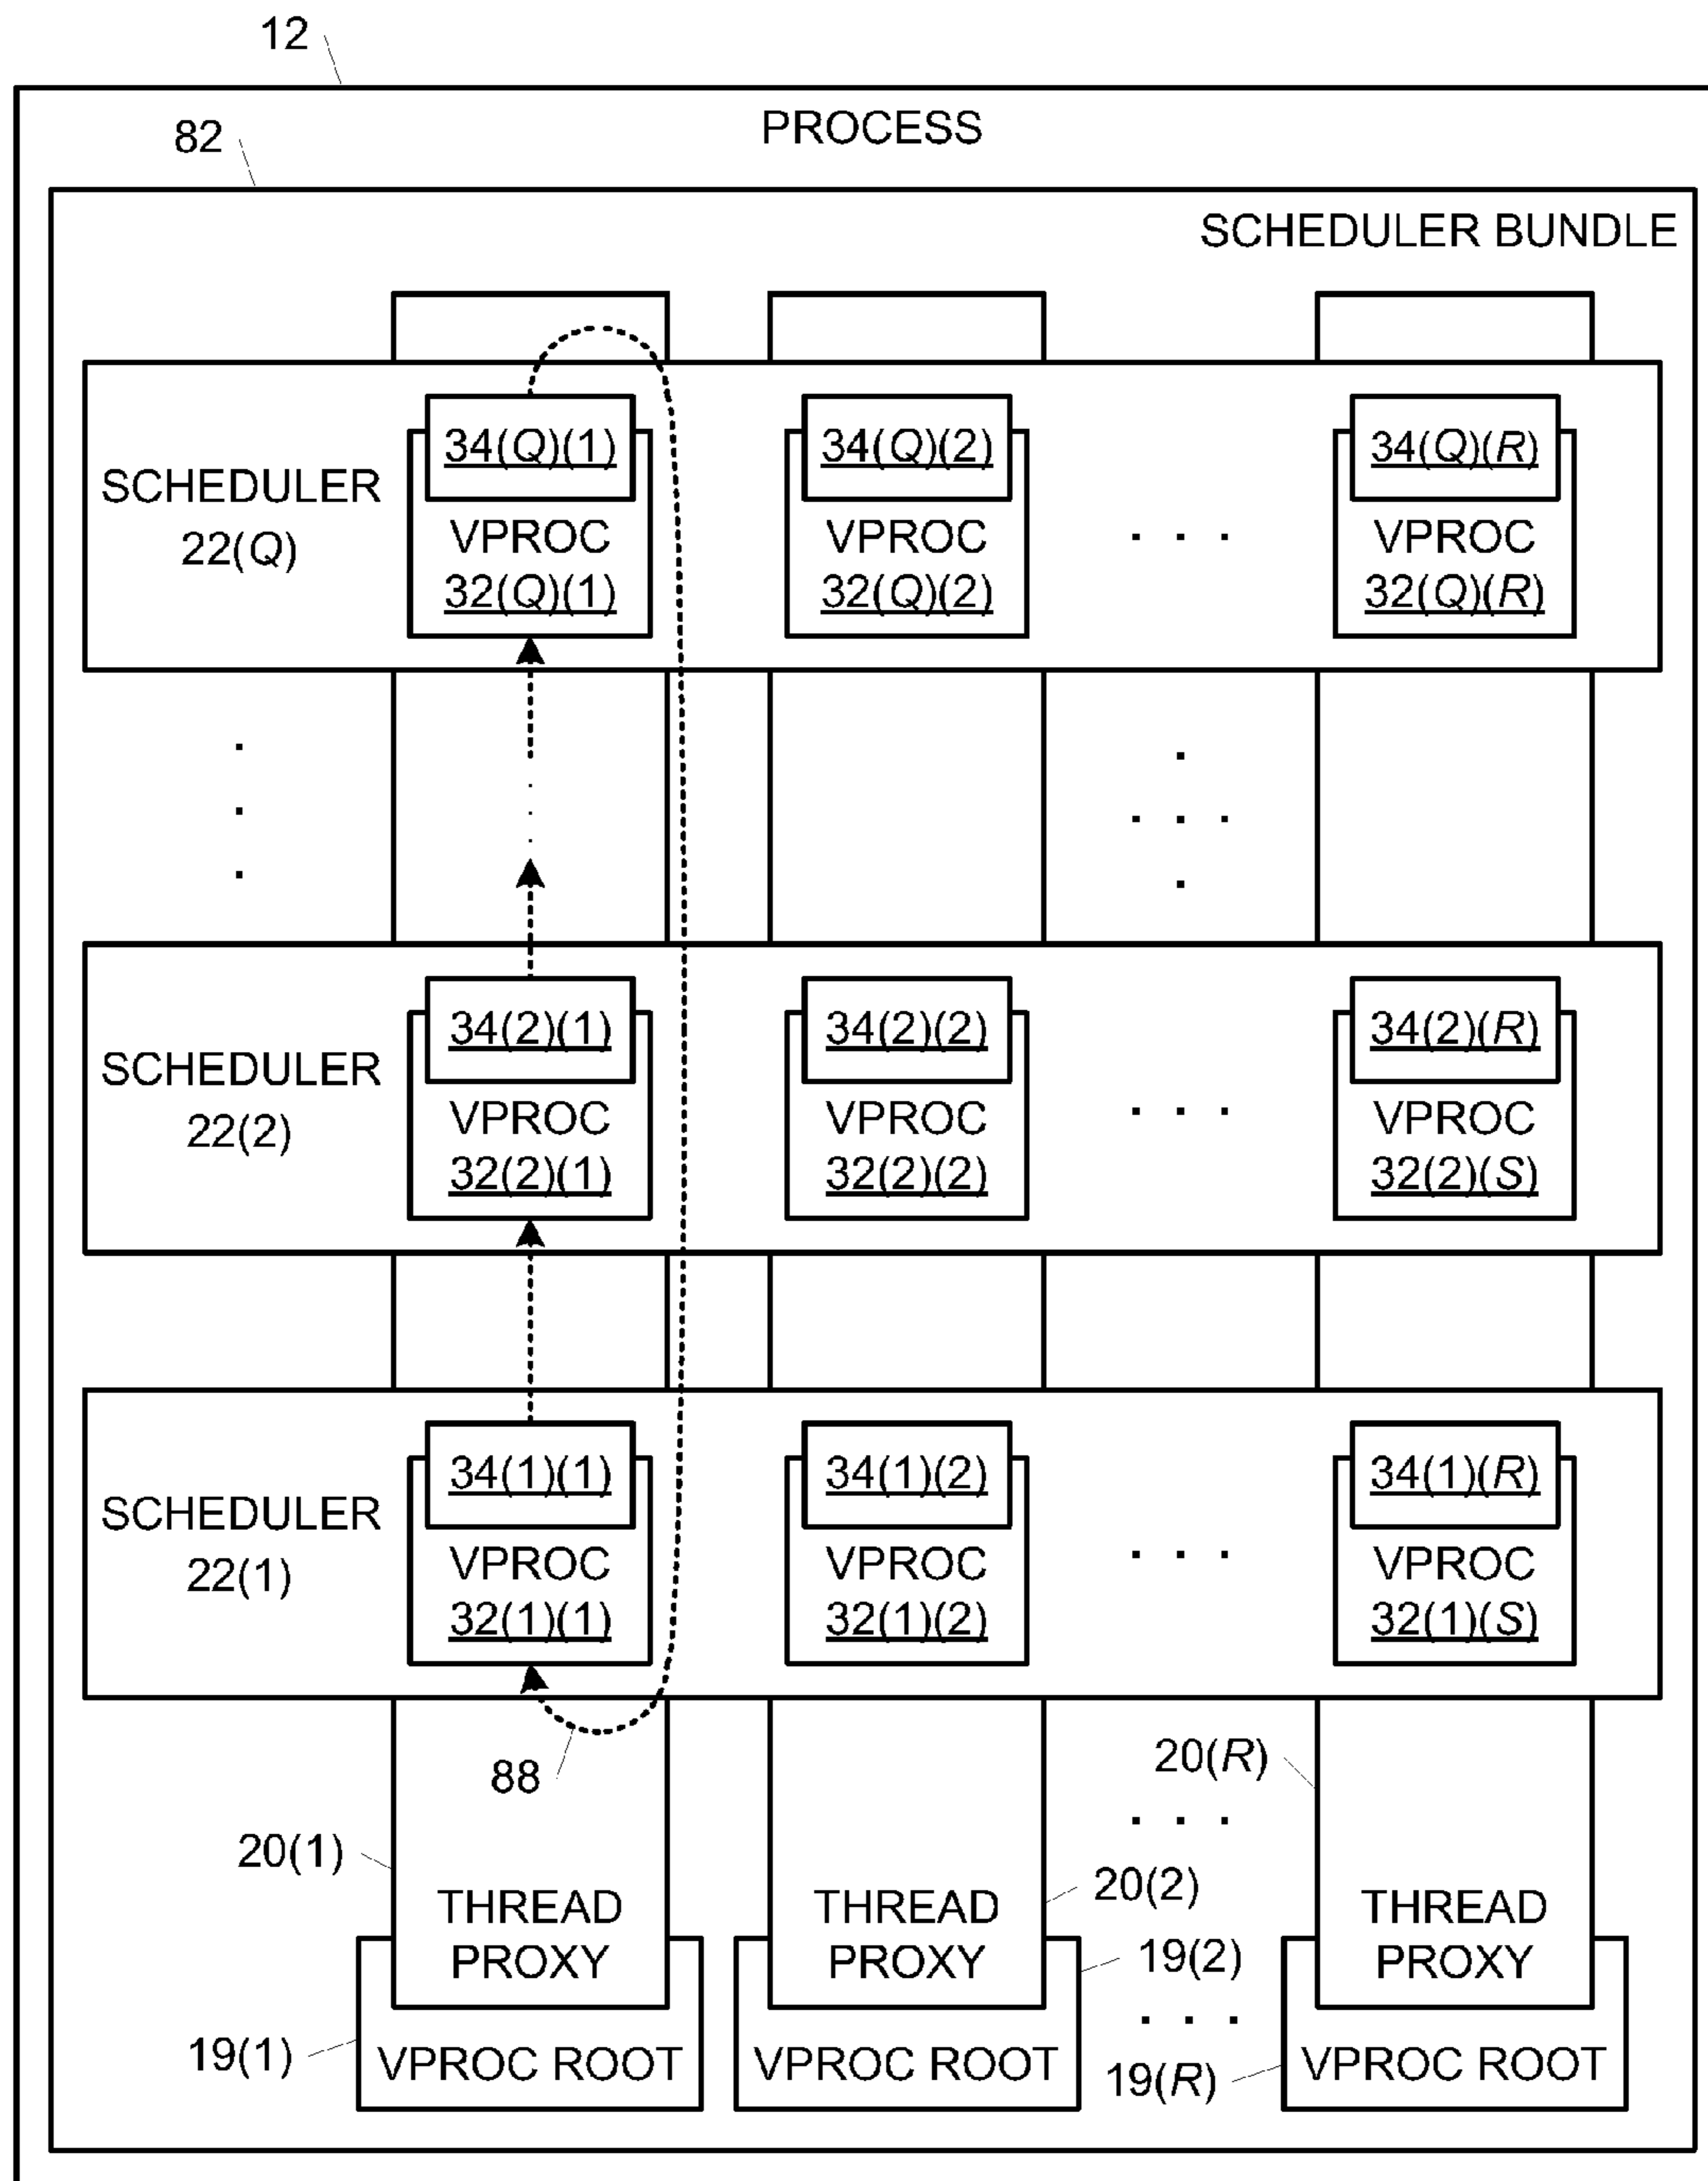 12
PROCESS
82
SCHEDULER BUNDLE
34(Q)(1) 34(Q)(2) 34(Q)(R)
SCHEDULER
22(Q)
VPROC VPROC . . . VPROC
32(Q)(1) 32(Q)(2) 32(Q)(R)
34(2)(1) 34(2)(2) 34(2)(R)
SCHEDULER
22(2)
VPROC VPROC . . . VPROC
32(2)(1) 32(2)(2) 32(2)(S)
34(1)(1) 34(1)(2) 34(1)(R)
SCHEDULER
22(1)
VPROC VPROC . . . VPROC
32(1)(1) 32(1)(2) 32(1)(S)
88
20(R)
. . .
20(1)
20(2)
THREAD PROXY
THREAD PROXY
THREAD PROXY
19(2)
. . .
19(1)
VPROC ROOT VPROC ROOT VPROC ROOT
19(R)